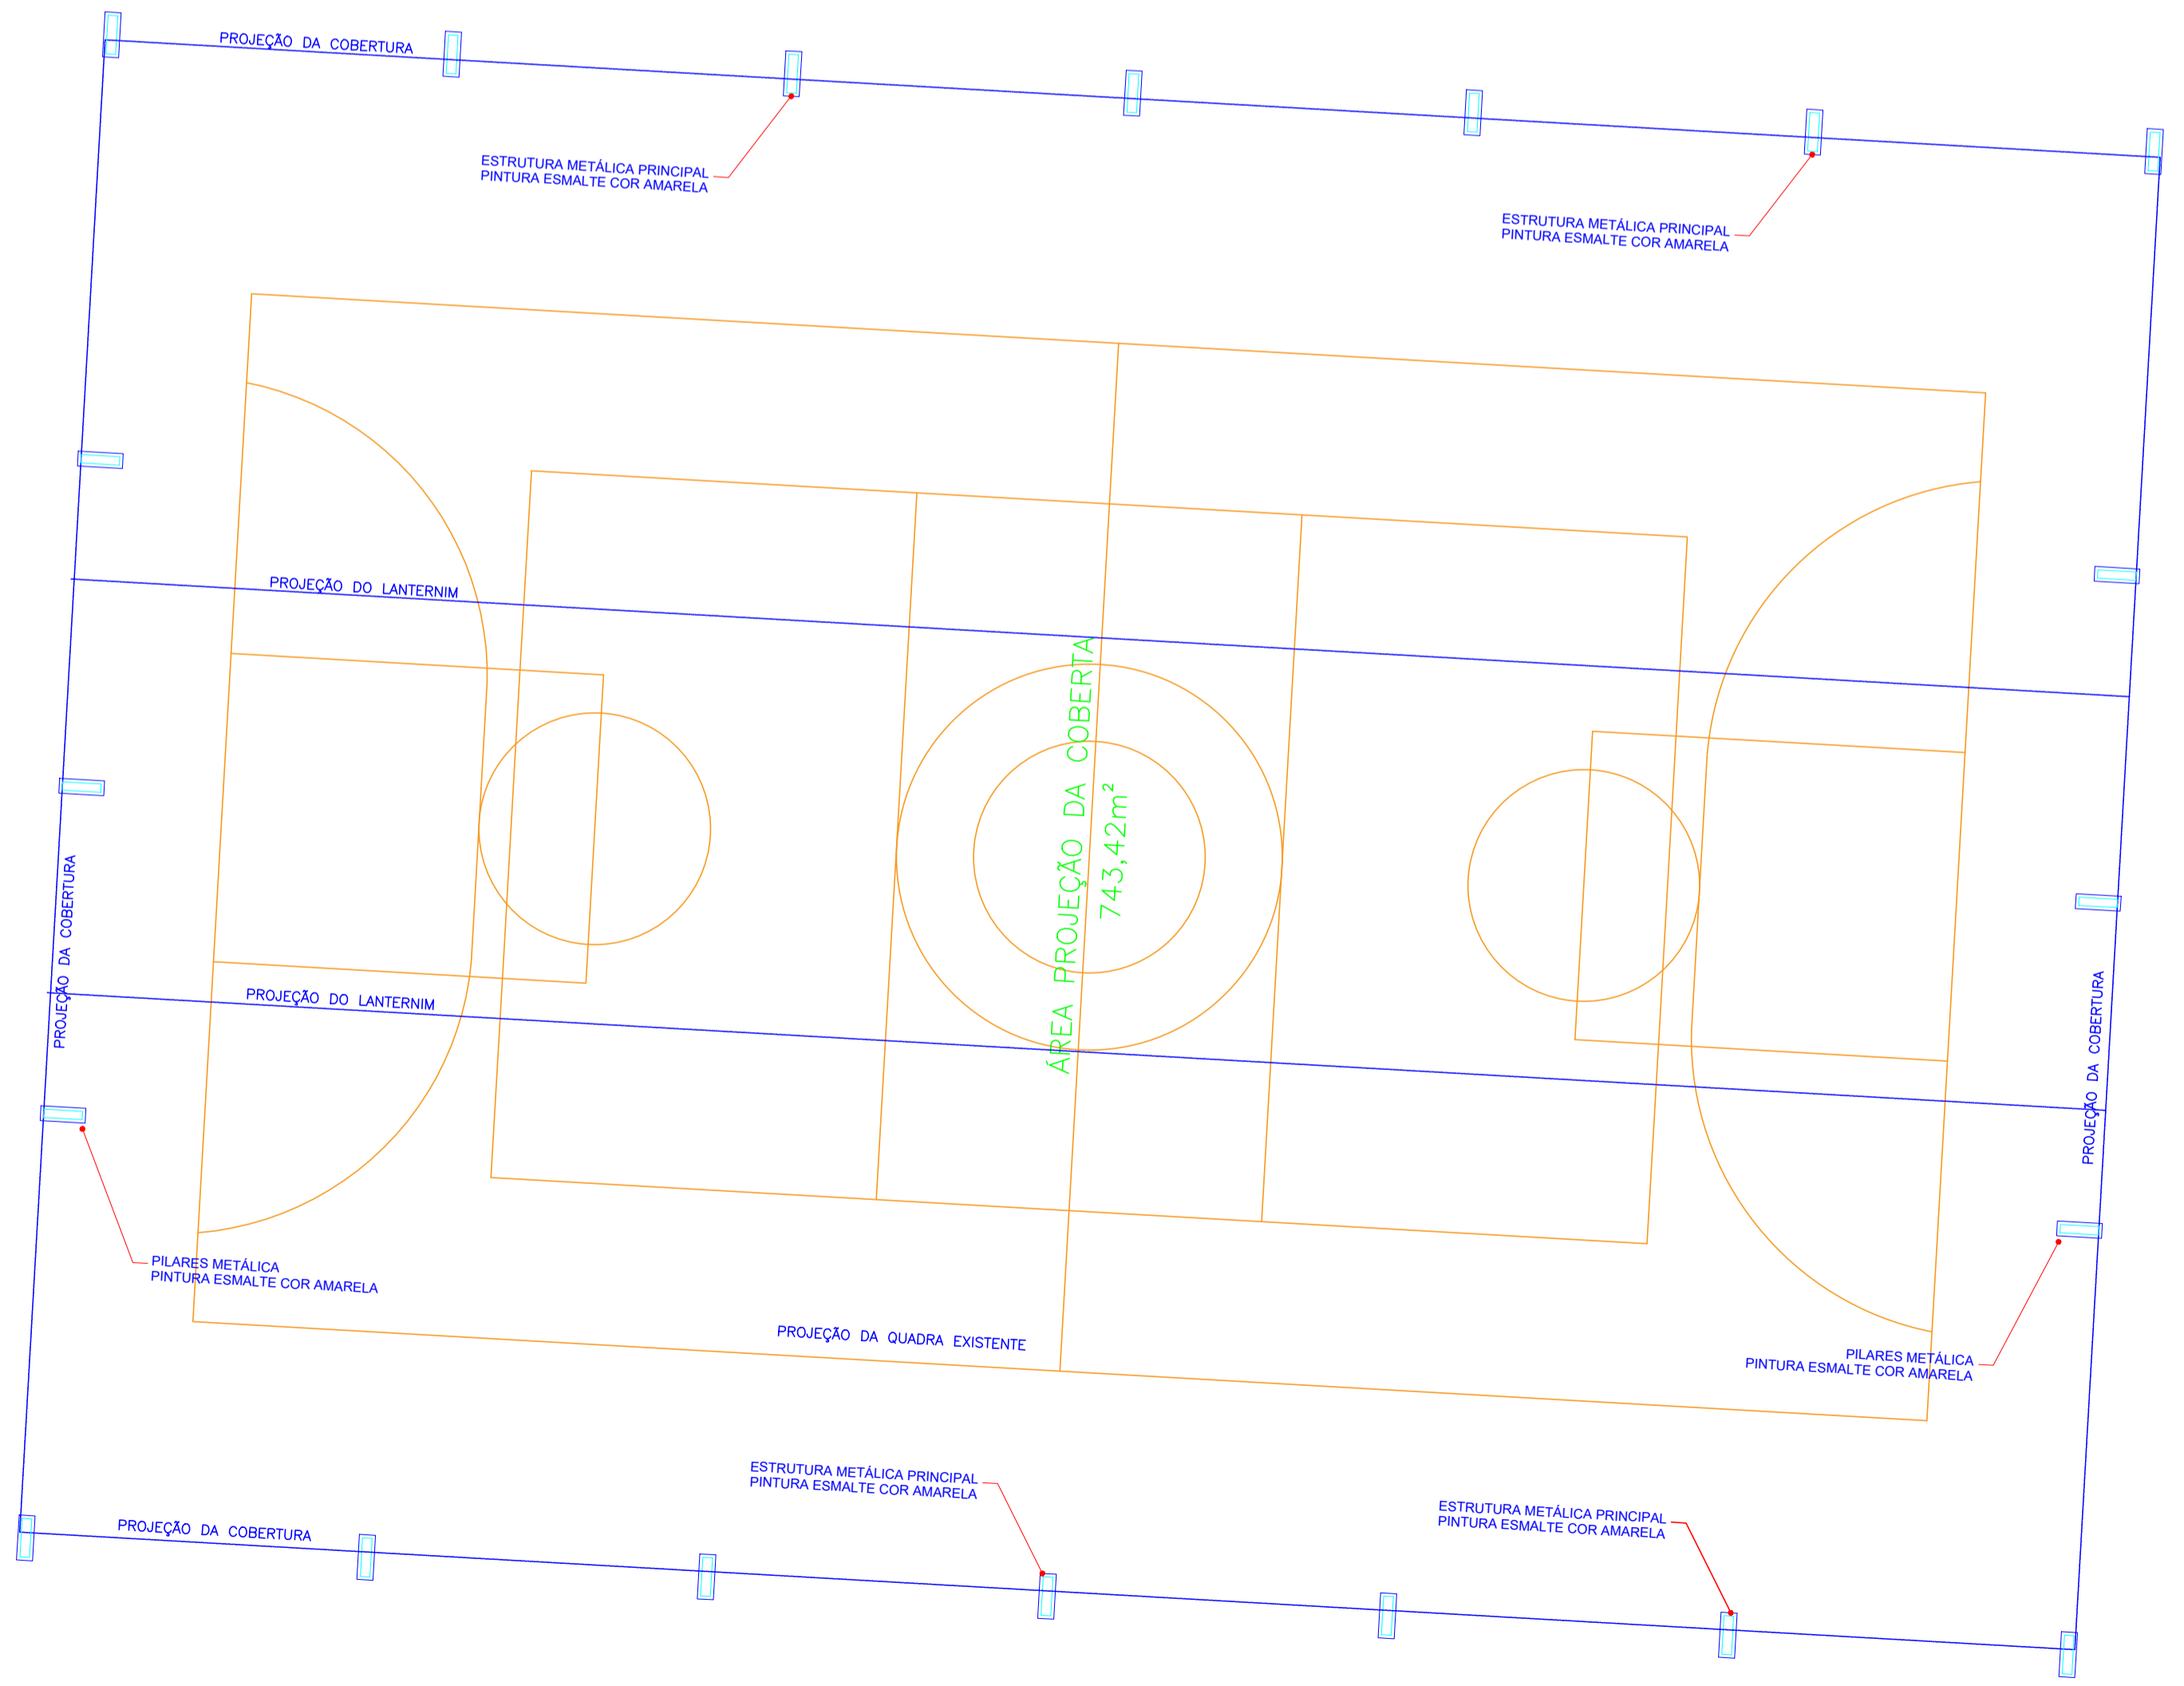 PROJEÇÃO DA COBERTURA
ESTRUTURA METÁLICA PRINCIPAL
PINTURA ESMALTE COR AMARELA
ESTRUTURA METÁLICA PRINCIPAL
PINTURA ESMALTE COR AMARELA
PROJEÇÃO DO LANTERNIM
ÁREA PROJEÇÃO DA COBERTA
743,42m²
PROJEÇÃO DA COBERTURA
PROJEÇÃO DO LANTERNIM
PROJEÇÃO DA COBERTURA
PILARES METÁLICA
PINTURA ESMALTE COR AMARELA
PROJEÇÃO DA QUADRA EXISTENTE
PILARES METÁLICA
PINTURA ESMALTE COR AMARELA
ESTRUTURA METÁLICA PRINCIPAL
PINTURA ESMALTE COR AMARELA
ESTRUTURA METÁLICA PRINCIPAL
PINTURA ESMALTE COR AMARELA
PROJEÇÃO DA COBERTURA